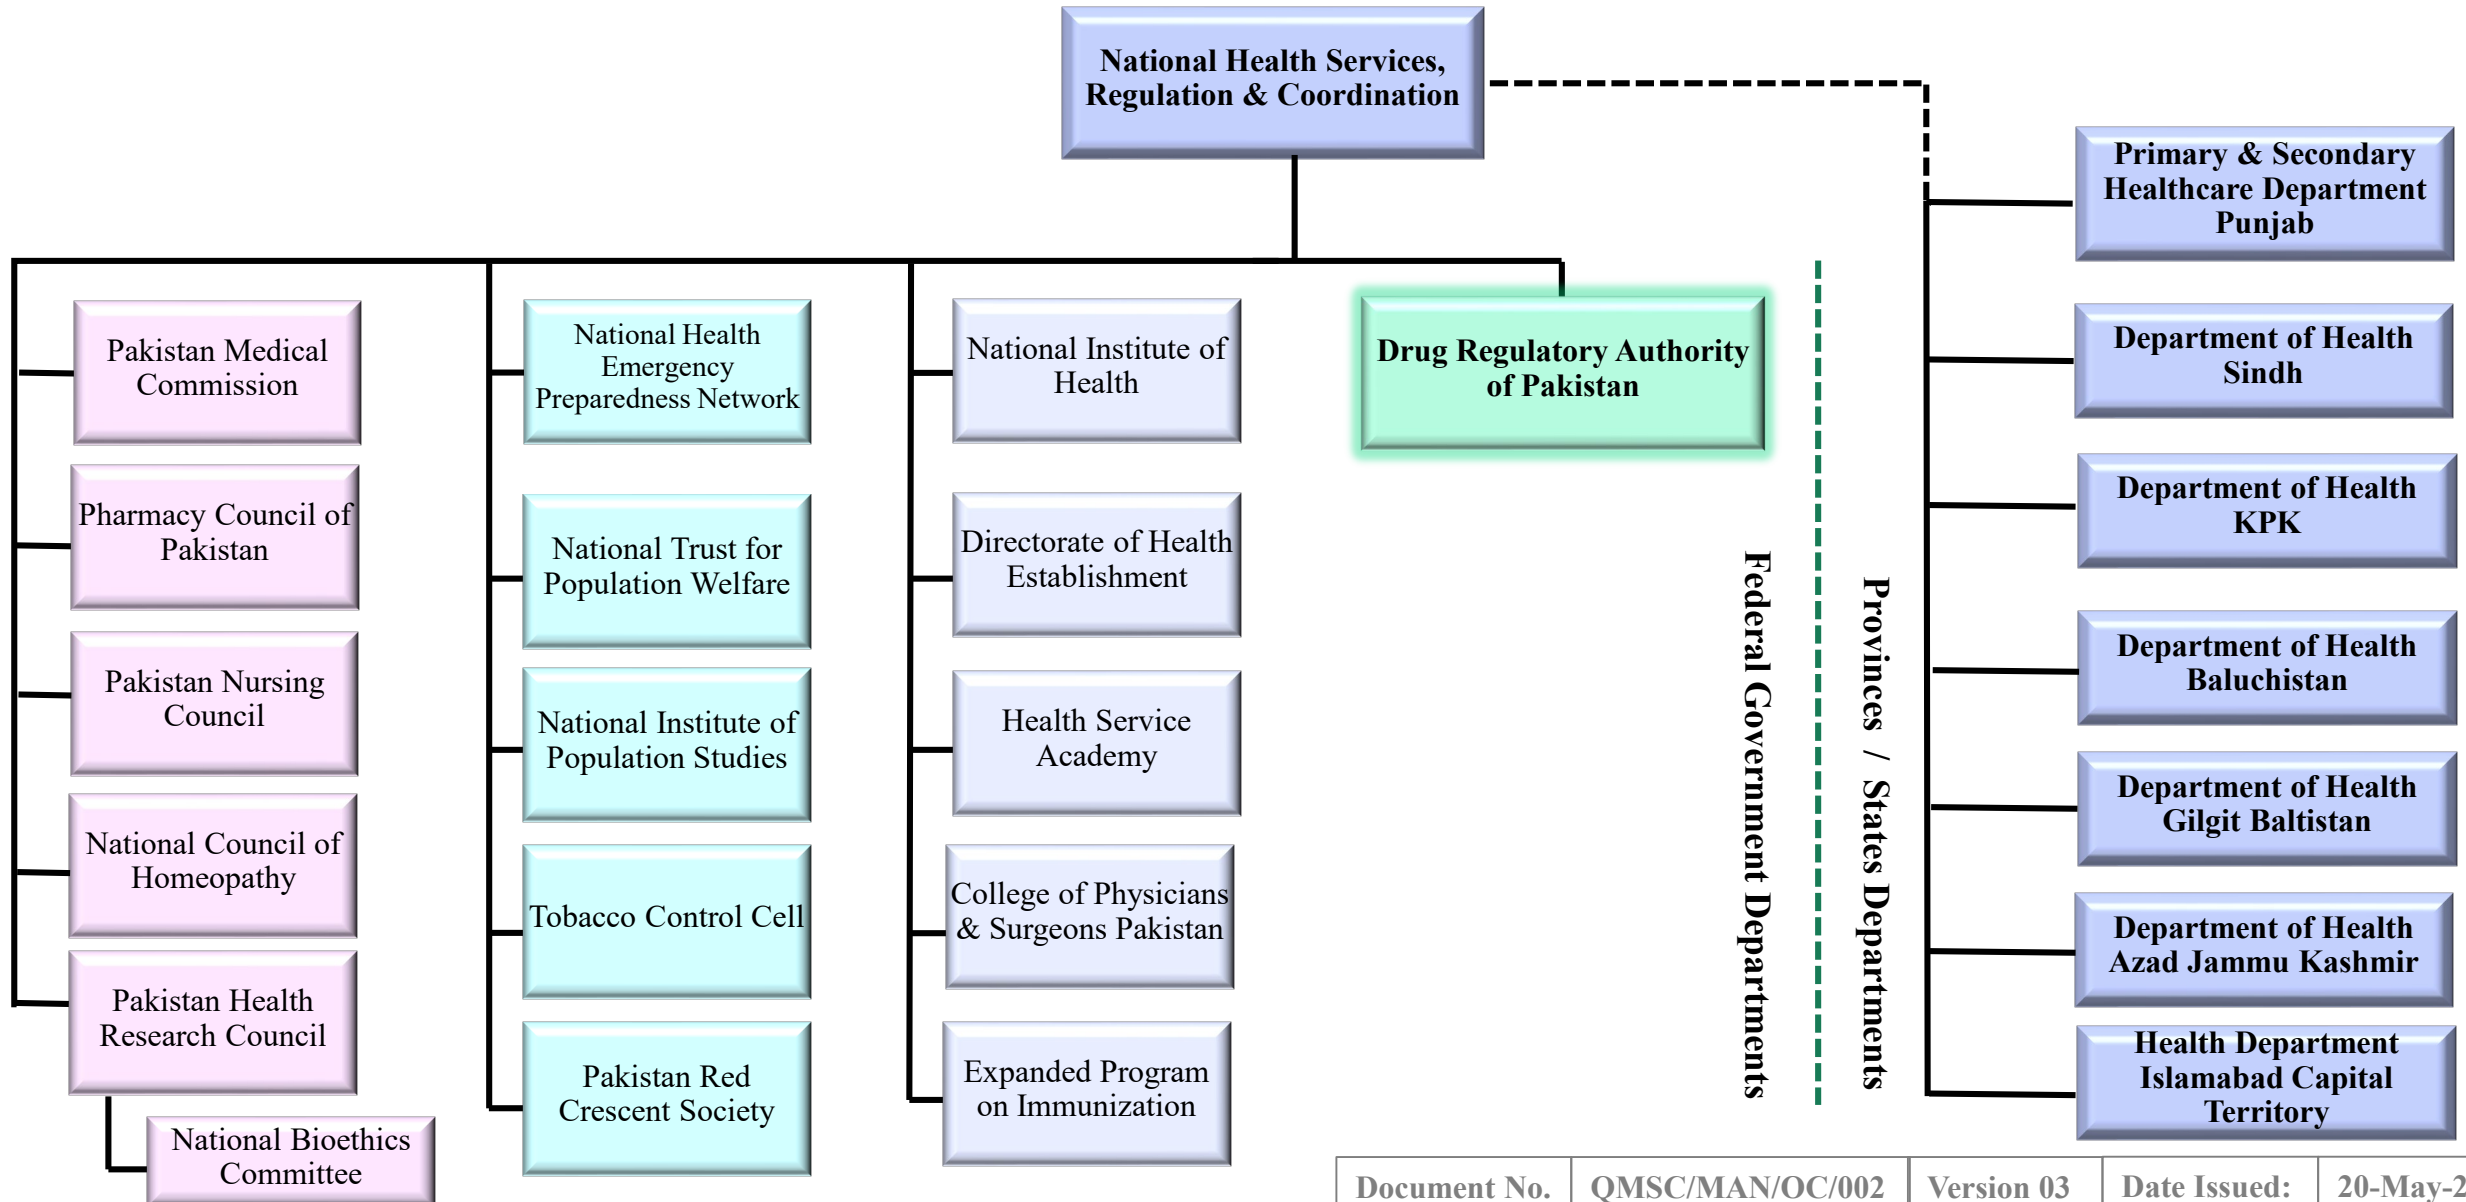 National Health Services,
Regulation & Coordination
Pakistan Medical
Commission
Pharmacy Council of
Pakistan
Pakistan Nursing
Council
National Council of
Homeopathy
Pakistan Health
Research Council
National Bioethics
Committee
National Health
Emergency
Preparedness Network
National Trust for
Population Welfare
National Institute of
Population Studies
Tobacco Control Cell
Pakistan Red
Crescent Society
National Institute of
Health
Directorate of Health
Establishment
Health Service
Academy
College of Physicians
& Surgeons Pakistan
Expanded Program
on Immunization
Drug Regulatory Authority
of Pakistan
Federal Government Departments
Provinces / States Departments
Primary & Secondary
Healthcare Department
Punjab
Department of Health
Sindh
Department of Health
KPK
Department of Health
Baluchistan
Department of Health
Gilgit Baltistan
Department of Health
Azad Jammu Kashmir
Health Department
Islamabad Capital
Territory
Document No. QMSC/MAN/OC/002 Version 03 Date Issued: 20-May-2